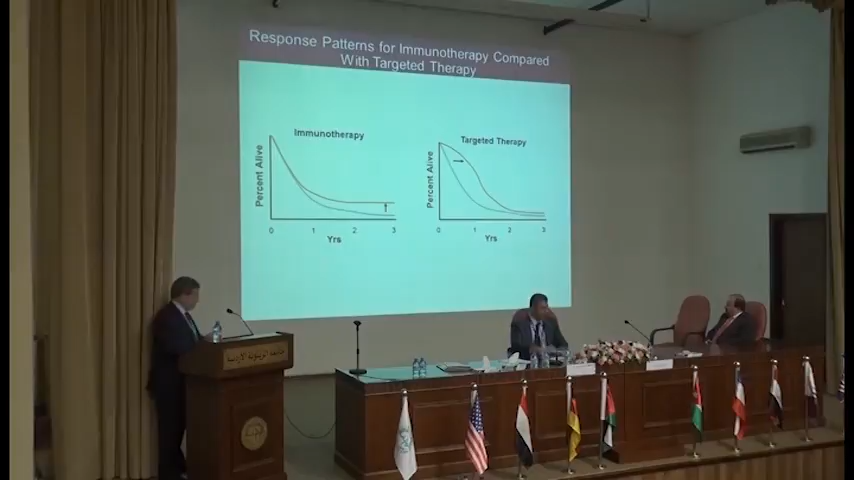 Response Patterns for Immunotherapy Compared
With Targeted Therapy
Immunotherapy
Percent Alive
0 1 2 3
Yrs
Targeted Therapy
Percent Alive
0 1 2 3
Yrs